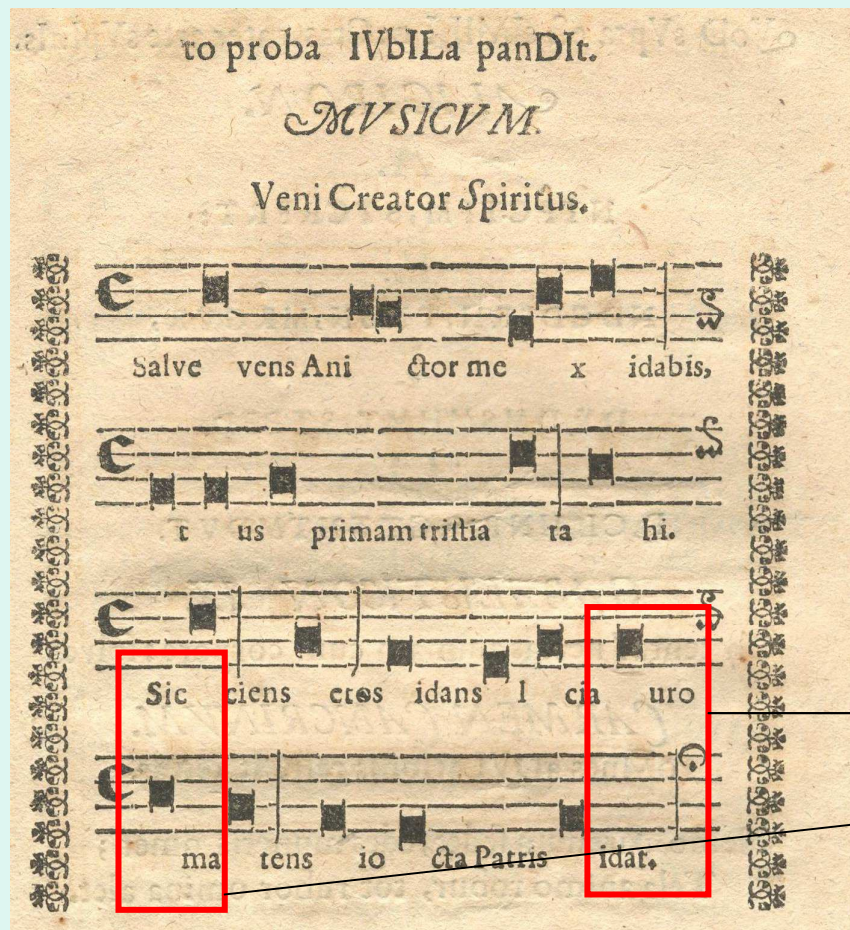 to proba IVbILa panDIt.
MVSICVM.
Veni Creator Spiritus.
Salve vens Ani ctor me x idabis,
t us primam tristia ta hi.
Sic ciens etos idans l cia uro
ma tens io cta Patris idat.